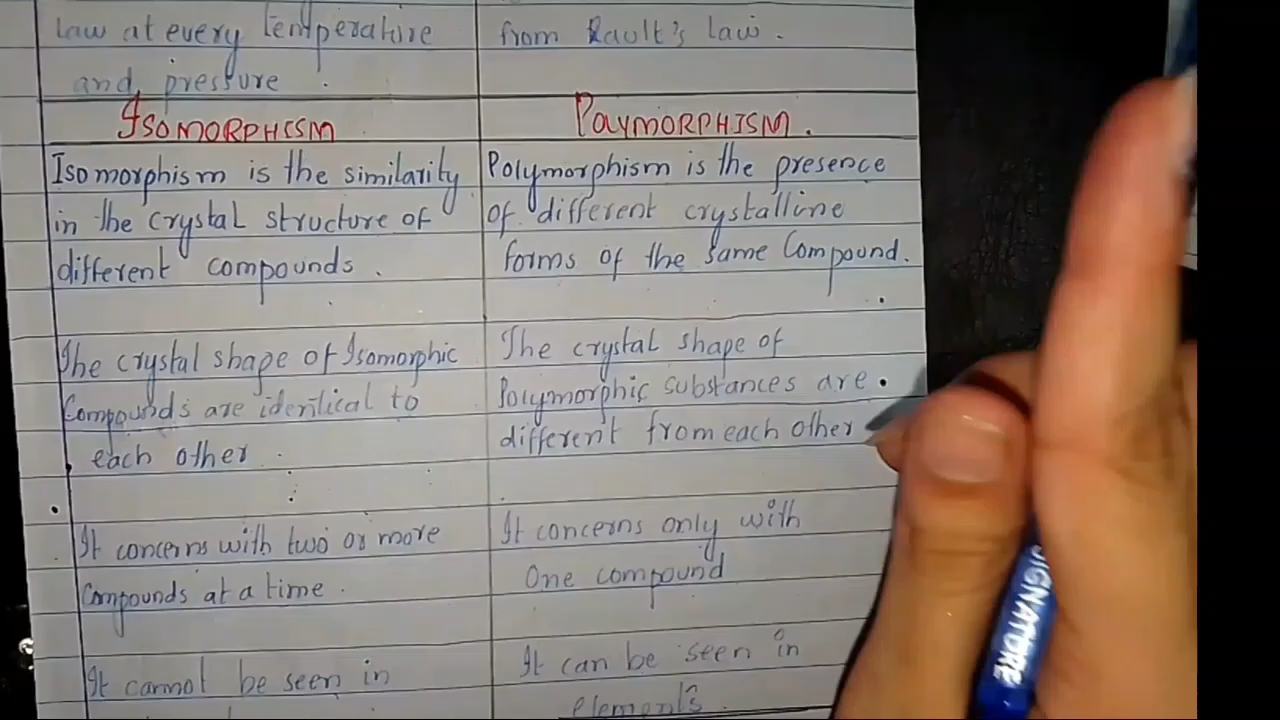 law at every temperature
and pressure .
from Rault's law .
ISOMORPHISM
Isomorphism is the similarity
in the crystal structure of
different compounds .
The crystal shape of Isomorphic
Compounds are identical to
each other .
It concerns with two or more
Compounds at a time .
It cannot be seen in
POLYMORPHISM .
Polymorphism is the presence
of different crystalline
forms of the same Compound .
The crystal shape of
Polymorphic substances are
different from each other
It concerns only with
One compound
It can be seen in
elements .
SIGNATURE